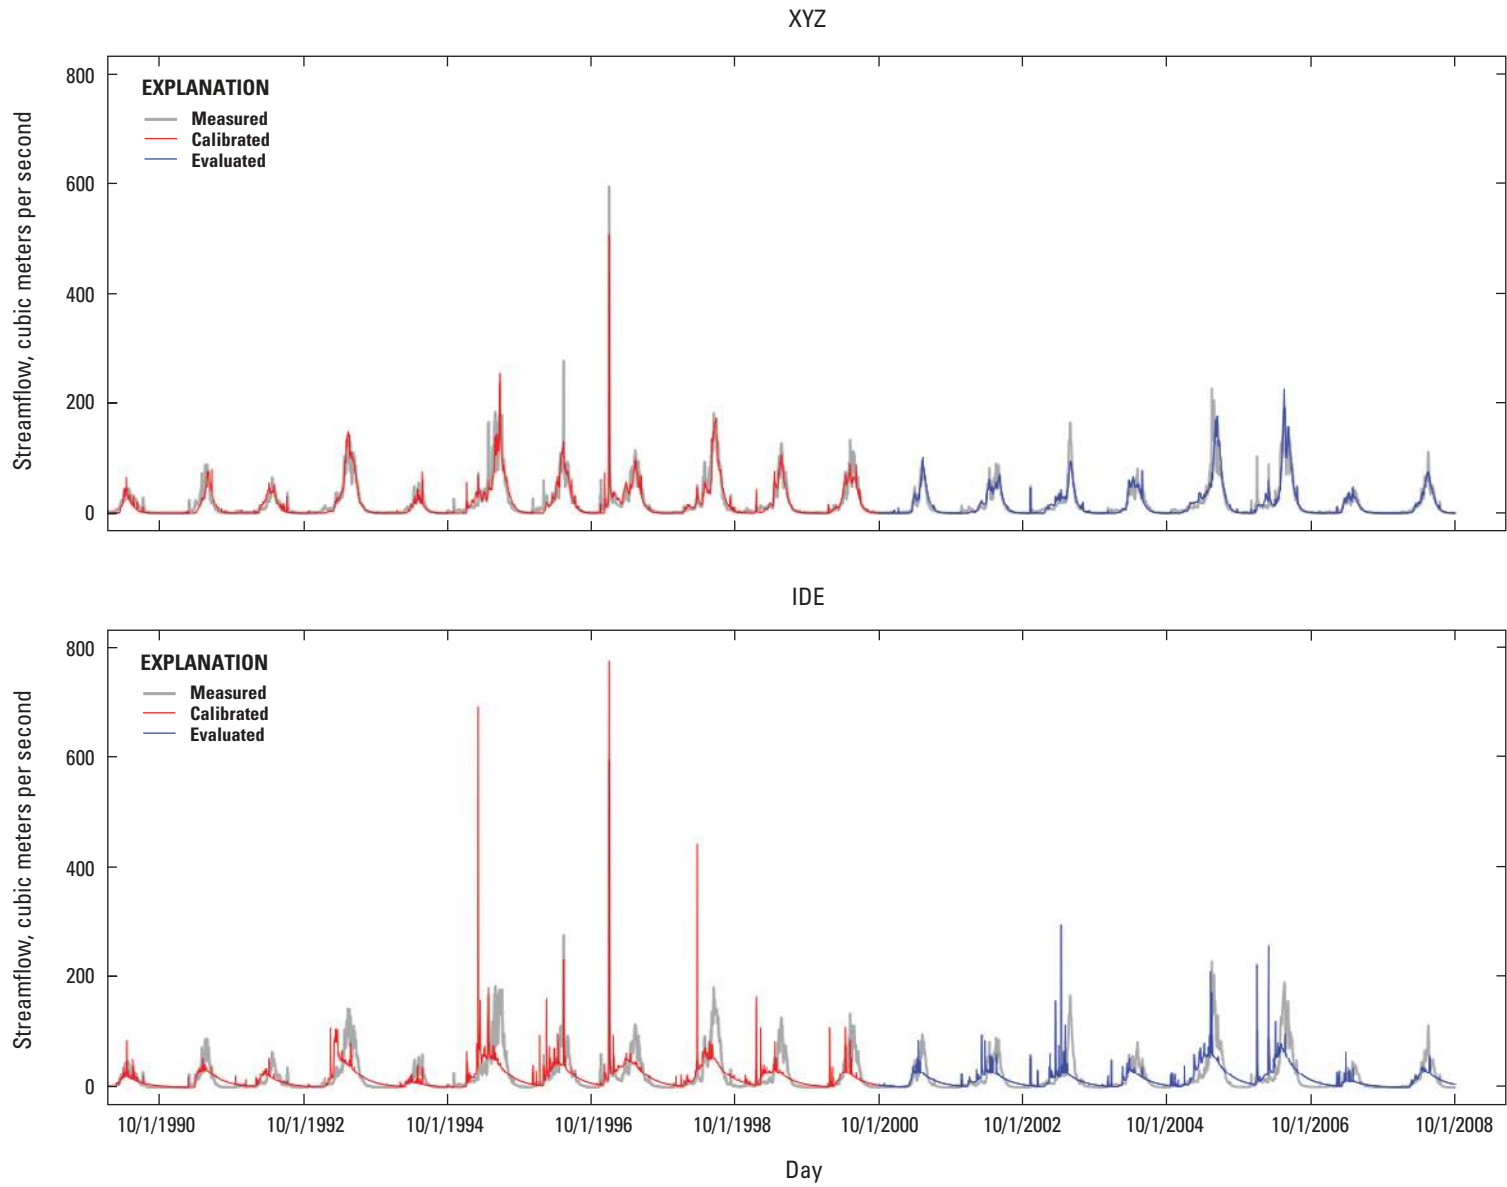 XYZ
800
600
400
200
0
Streamflow, cubic meters per second
EXPLANATION
Measured
Calibrated
Evaluated
IDE
800
600
400
200
0
Streamflow, cubic meters per second
EXPLANATION
Measured
Calibrated
Evaluated
10/1/1990 10/1/1992 10/1/1994 10/1/1996 10/1/1998 10/1/2000 10/1/2002 10/1/2004 10/1/2006 10/1/2008
Day